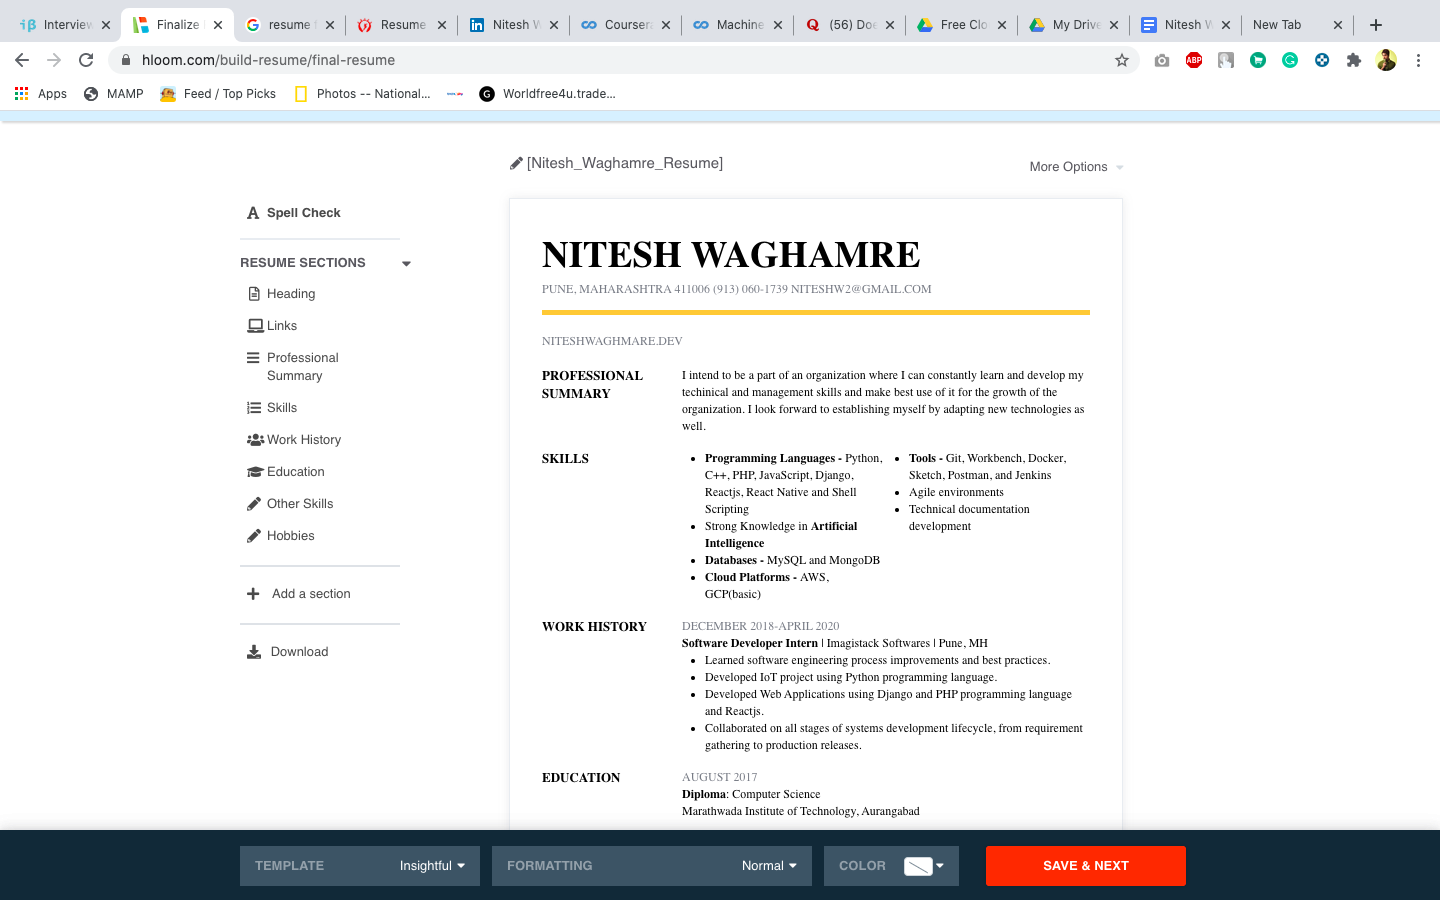 Interview
Finalize
resume
Resume
Nitesh W
Coursera
Machine
(56) Doe
Free Clo
My Drive
Nitesh W
New Tab
hloom.com/build-resume/final-resume
ABP
Apps
MAMP
Feed / Top Picks
Photos -- National...
G Worldfree4u.trade...
[Nitesh_Waghamre_Resume]
More Options
Spell Check
RESUME SECTIONS
Heading
Links
Professional
Summary
Skills
Work History
Education
Other Skills
Hobbies
Add a section
Download
NITESH WAGHAMRE
PUNE, MAHARASHTRA 411006 (913) 060-1739 NITESHW2@GMAIL.COM
NITESHWAGHMARE.DEV
PROFESSIONAL
SUMMARY
I intend to be a part of an organization where I can constantly learn and develop my
techinical and management skills and make best use of it for the growth of the
organization. I look forward to establishing myself by adapting new technologies as
well.
SKILLS
• Programming Languages - Python,
C++, PHP, JavaScript, Django,
Reactjs, React Native and Shell
Scripting
• Strong Knowledge in Artificial
Intelligence
• Databases - MySQL and MongoDB
• Cloud Platforms - AWS,
GCP(basic)
• Tools - Git, Workbench, Docker,
Sketch, Postman, and Jenkins
• Agile environments
• Technical documentation
development
WORK HISTORY
DECEMBER 2018-APRIL 2020
Software Developer Intern | Imagistack Softwares | Pune, MH
• Learned software engineering process improvements and best practices.
• Developed IoT project using Python programming language.
• Developed Web Applications using Django and PHP programming language
and Reactjs.
• Collaborated on all stages of systems development lifecycle, from requirement
gathering to production releases.
EDUCATION
AUGUST 2017
Diploma: Computer Science
Marathwada Institute of Technology, Aurangabad
TEMPLATE Insightful
FORMATTING Normal
COLOR
SAVE & NEXT